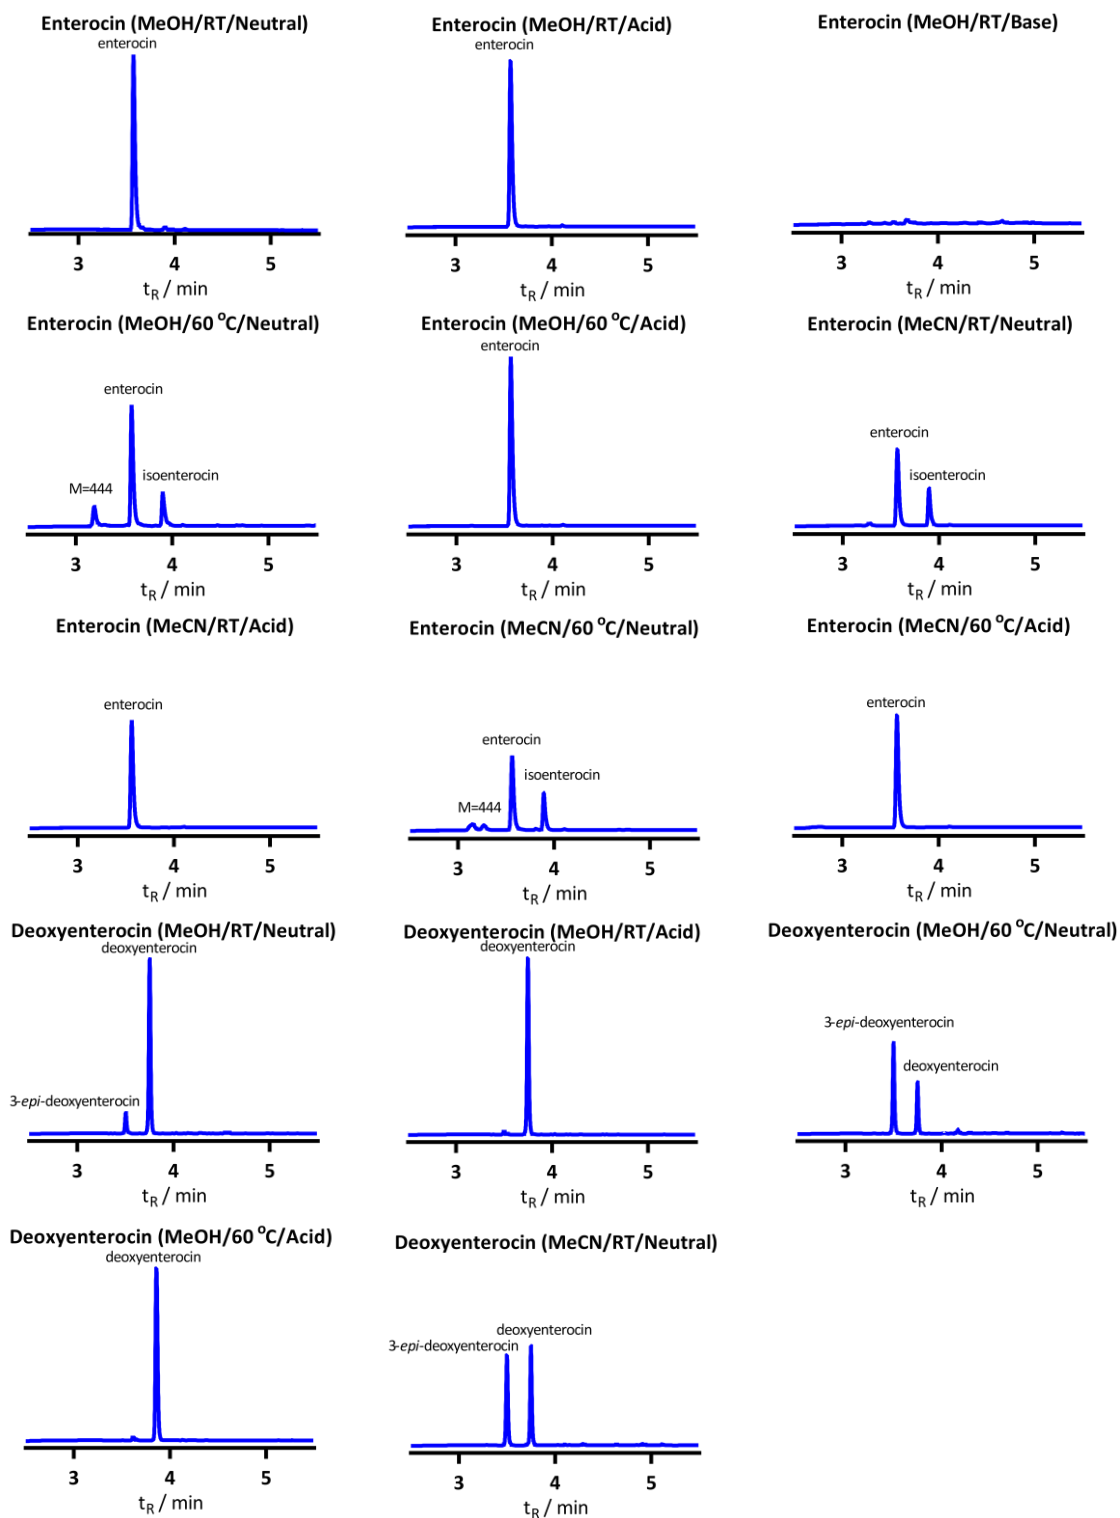 Enterocin (MeOH/RT/Neutral)
enterocin
3 4 5
tR / min
Enterocin (MeOH/RT/Acid)
enterocin
3 4 5
tR / min
Enterocin (MeOH/RT/Base)
3 4 5
tR / min
Enterocin (MeOH/60 °C/Neutral)
enterocin
isoenterocin
M=444
3 4 5
tR / min
Enterocin (MeOH/60 °C/Acid)
enterocin
3 4 5
tR / min
Enterocin (MeCN/RT/Neutral)
enterocin
isoenterocin
3 4 5
tR / min
Enterocin (MeCN/RT/Acid)
enterocin
3 4 5
tR / min
Enterocin (MeCN/60 °C/Neutral)
enterocin
isoenterocin
M=444
3 4 5
tR / min
Enterocin (MeCN/60 °C/Acid)
enterocin
3 4 5
tR / min
Deoxyenterocin (MeOH/RT/Neutral)
deoxyenterocin
3-epi-deoxyenterocin
3 4 5
tR / min
Deoxyenterocin (MeOH/RT/Acid)
deoxyenterocin
3 4 5
tR / min
Deoxyenterocin (MeOH/60 °C/Neutral)
3-epi-deoxyenterocin
deoxyenterocin
3 4 5
tR / min
Deoxyenterocin (MeOH/60 °C/Acid)
deoxyenterocin
3 4 5
tR / min
Deoxyenterocin (MeCN/RT/Neutral)
deoxyenterocin
3-epi-deoxyenterocin
3 4 5
tR / min